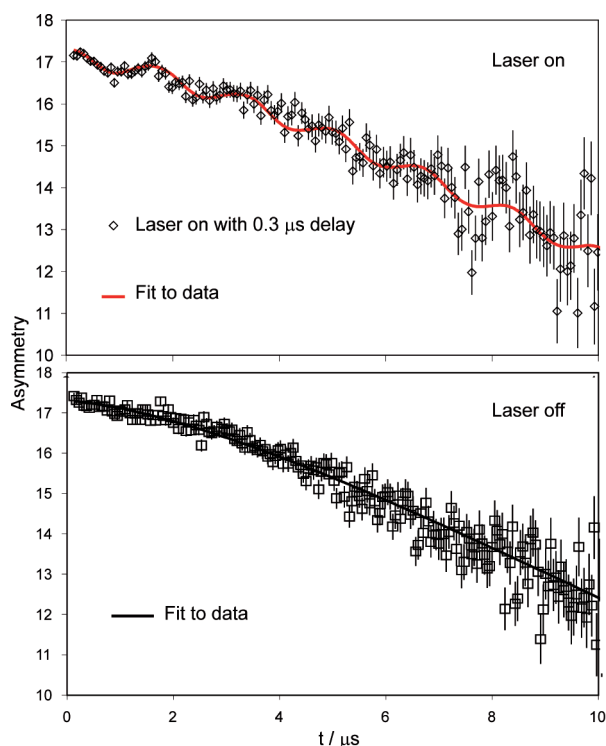 18
17
16
15
14
13
12
11
10
Laser on
Laser on with 0.3 μs delay
Fit to data
Asymmetry
18
17
16
15
14
13
12
11
10
Laser off
Fit to data
0 2 4 6 8 10
t / μs